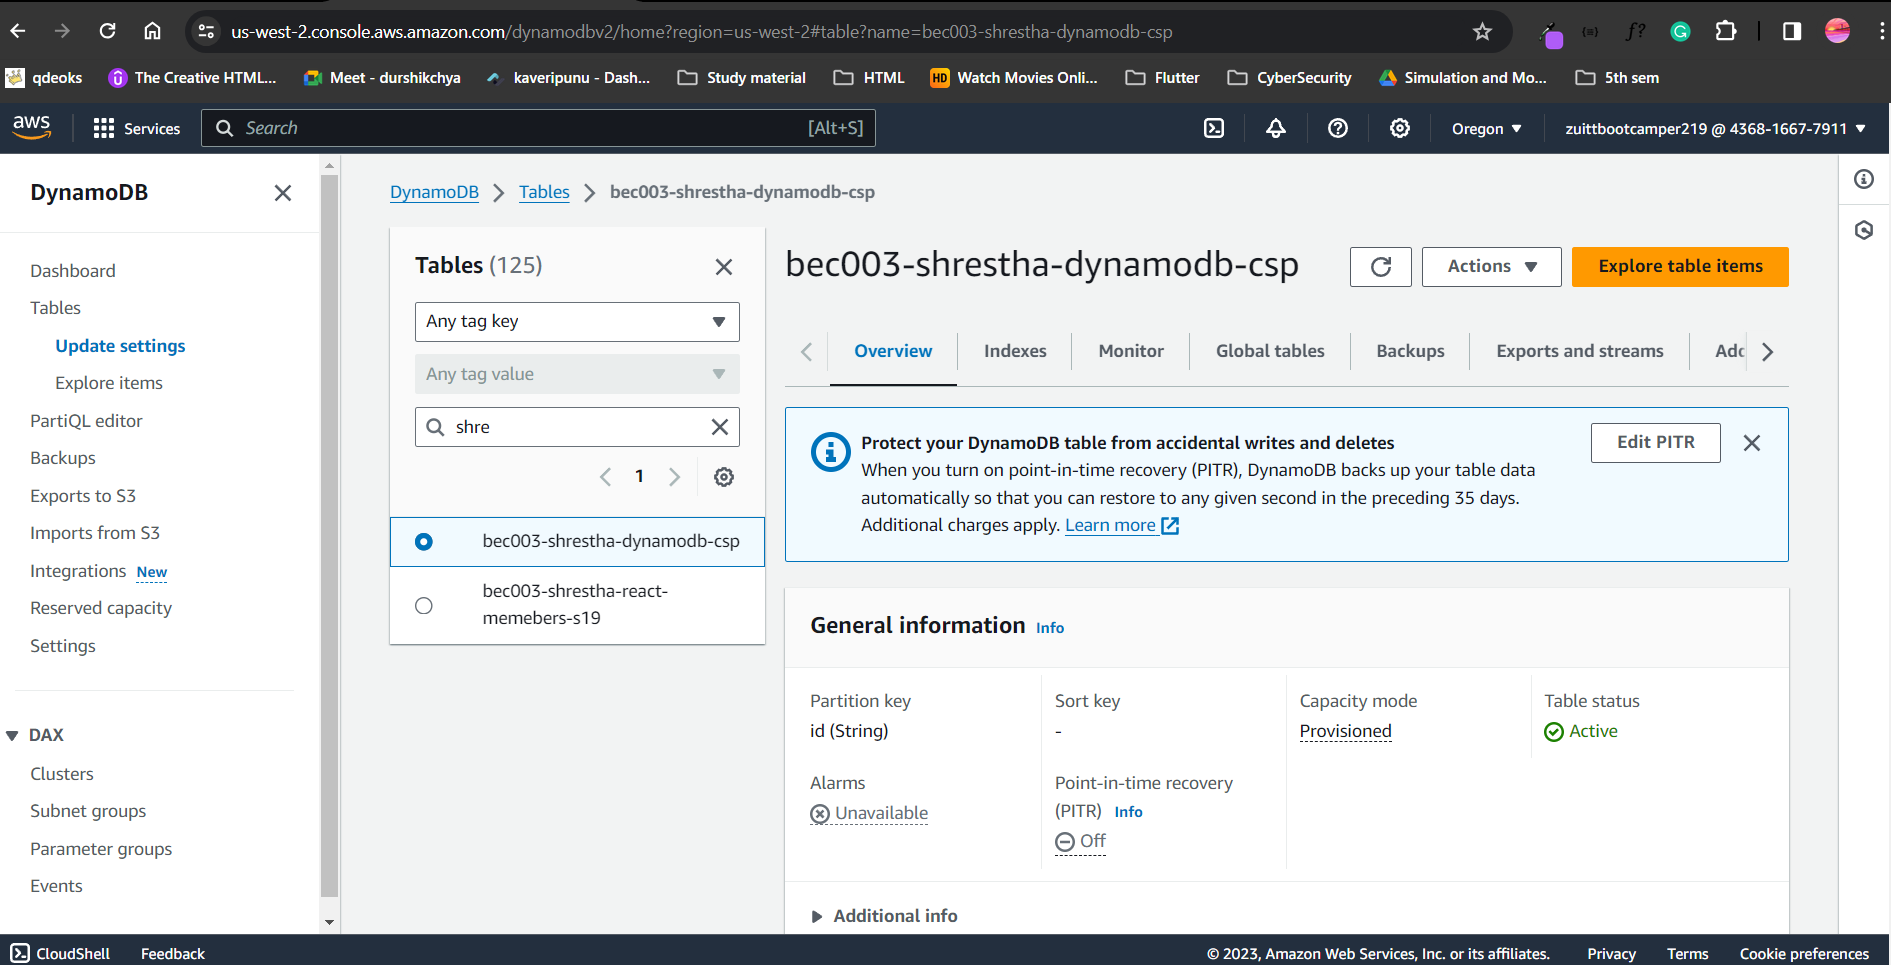 us-west-2.console.aws.amazon.com/dynamodbv2/home?region=us-west-2#table?name=bec003-shrestha-dynamodb-csp
qdeoks
The Creative HTML...
Meet - durshikchya
kaveripunu - Dash...
Study material
HTML
HD
Watch Movies Onli...
Flutter
CyberSecurity
Simulation and Mo...
5th sem
aws
Services
Search
[Alt+S]
Oregon
zuittbootcamper219 @ 4368-1667-7911
DynamoDB
Dashboard
Tables
Update settings
Explore items
PartiQL editor
Backups
Exports to S3
Imports from S3
Integrations New
Reserved capacity
Settings
DAX
Clusters
Subnet groups
Parameter groups
Events
DynamoDB
Tables
bec003-shrestha-dynamodb-csp
Tables (125)
Any tag key
Any tag value
shre
1
bec003-shrestha-dynamodb-csp
bec003-shrestha-react-
memebers-s19
bec003-shrestha-dynamodb-csp
Actions
Explore table items
Overview
Indexes
Monitor
Global tables
Backups
Exports and streams
Protect your DynamoDB table from accidental writes and deletes
When you turn on point-in-time recovery (PITR), DynamoDB backs up your table data
automatically so that you can restore to any given second in the preceding 35 days.
Additional charges apply. Learn more
Edit PITR
General information Info
Partition key
id (String)
Sort key
-
Capacity mode
Provisioned
Table status
Active
Alarms
Unavailable
Point-in-time recovery
(PITR) Info
Off
Additional info
CloudShell
Feedback
© 2023, Amazon Web Services, Inc. or its affiliates.
Privacy
Terms
Cookie preferences